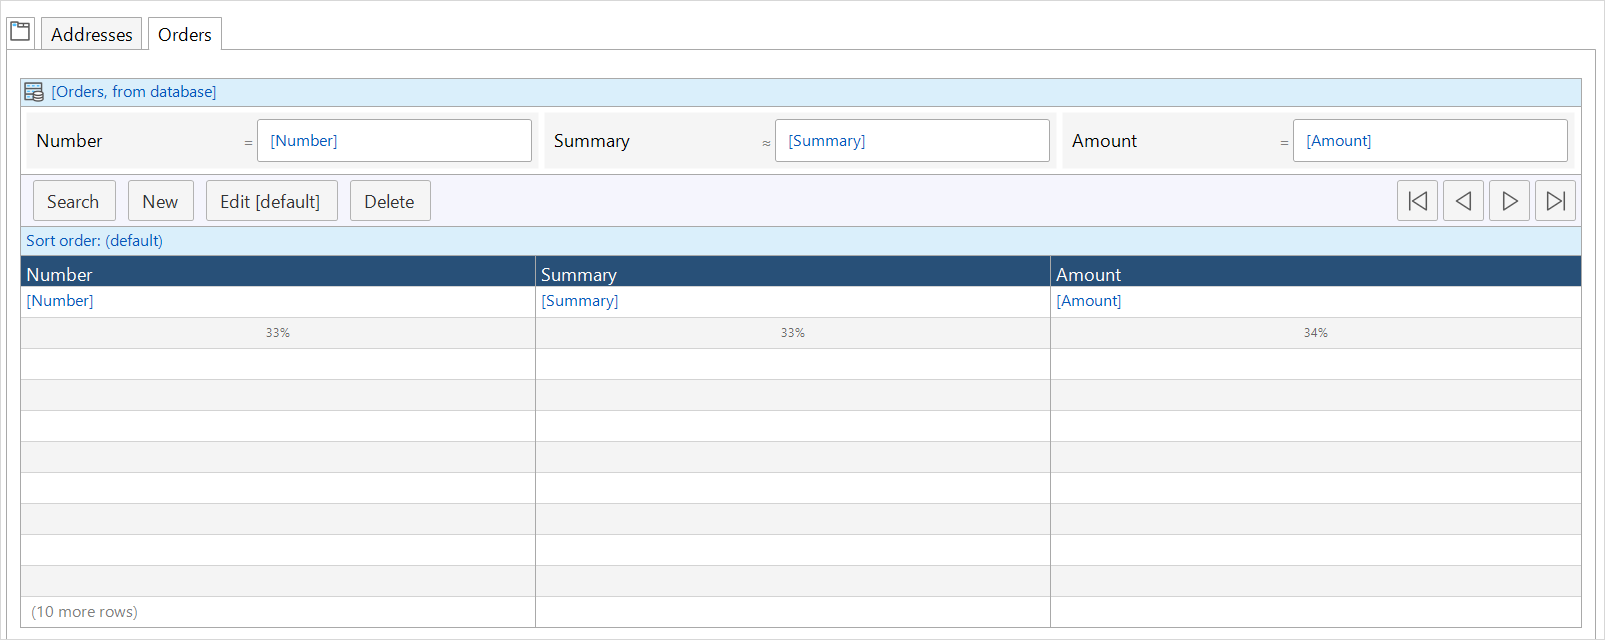 Addresses Orders
[Orders, from database]
Number = [Number] Summary ≈ [Summary] Amount = [Amount]
Search New Edit [default] Delete
Sort order: (default)
Number Summary Amount
[Number] [Summary] [Amount]
33% 33% 34%
(10 more rows)